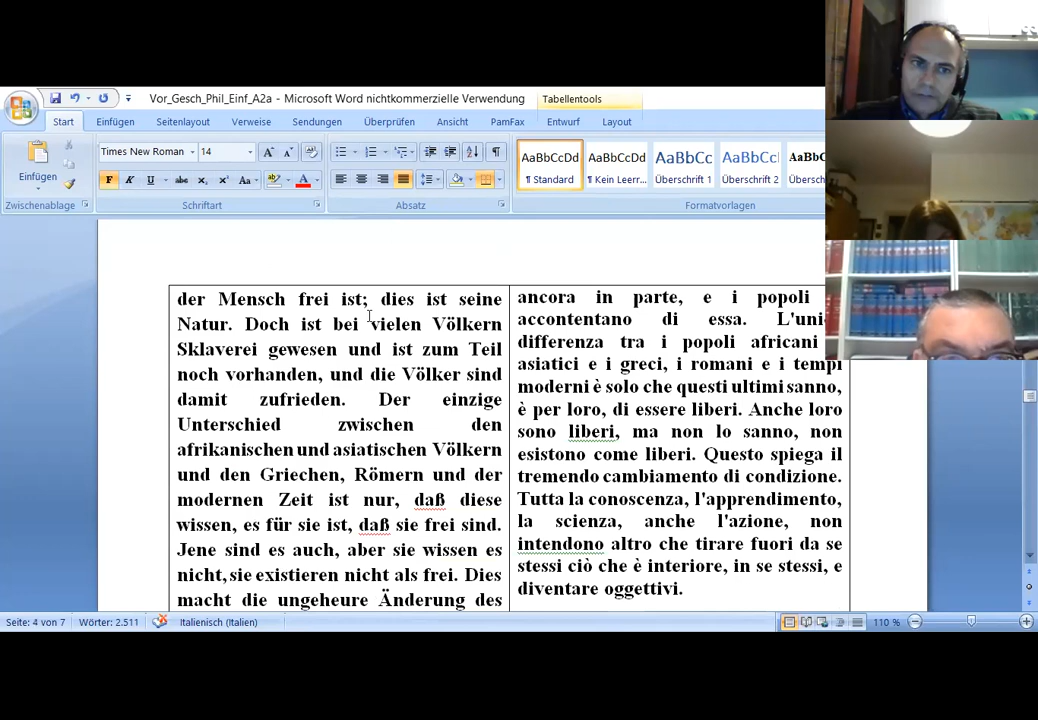 Vor_Gesch_Phil_Einf_A2a - Microsoft Word nichtkommerzielle Verwendung
Tabellentools
Start Einfügen Seitenlayout Verweise Sendungen Überprüfen Ansicht PamFax Entwurf Layout
Einfügen
Zwischenablage
Times New Roman 14
F K U abc x₂ x² Aa ab A
Schriftart
Absatz
AaBbCcDd AaBbCcDd AaBbCc AaBbCc AaBb
¶ Standard ¶ Kein Leerr... Überschrift 1 Überschrift 2 Übersch
Formatvorlagen
der Mensch frei ist; dies ist seine
Natur. Doch ist bei vielen Völkern
Sklaverei gewesen und ist zum Teil
noch vorhanden, und die Völker sind
damit zufrieden. Der einzige
Unterschied zwischen den
afrikanischen und asiatischen Völkern
und den Griechen, Römern und der
modernen Zeit ist nur, daß diese
wissen, es für sie ist, daß sie frei sind.
Jene sind es auch, aber sie wissen es
nicht, sie existieren nicht als frei. Dies
macht die ungeheure Änderung des
ancora in parte, e i popoli
accontentano di essa. L'uni
differenza tra i popoli africani
asiatici e i greci, i romani e i tempi
moderni è solo che questi ultimi sanno,
è per loro, di essere liberi. Anche loro
sono liberi, ma non lo sanno, non
esistono come liberi. Questo spiega il
tremendo cambiamento di condizione.
Tutta la conoscenza, l'apprendimento,
la scienza, anche l'azione, non
intendono altro che tirare fuori da se
stessi ciò che è interiore, in se stessi, e
diventare oggettivi.
Seite: 4 von 7 Wörter: 2.511 Italienisch (Italien) 110 %